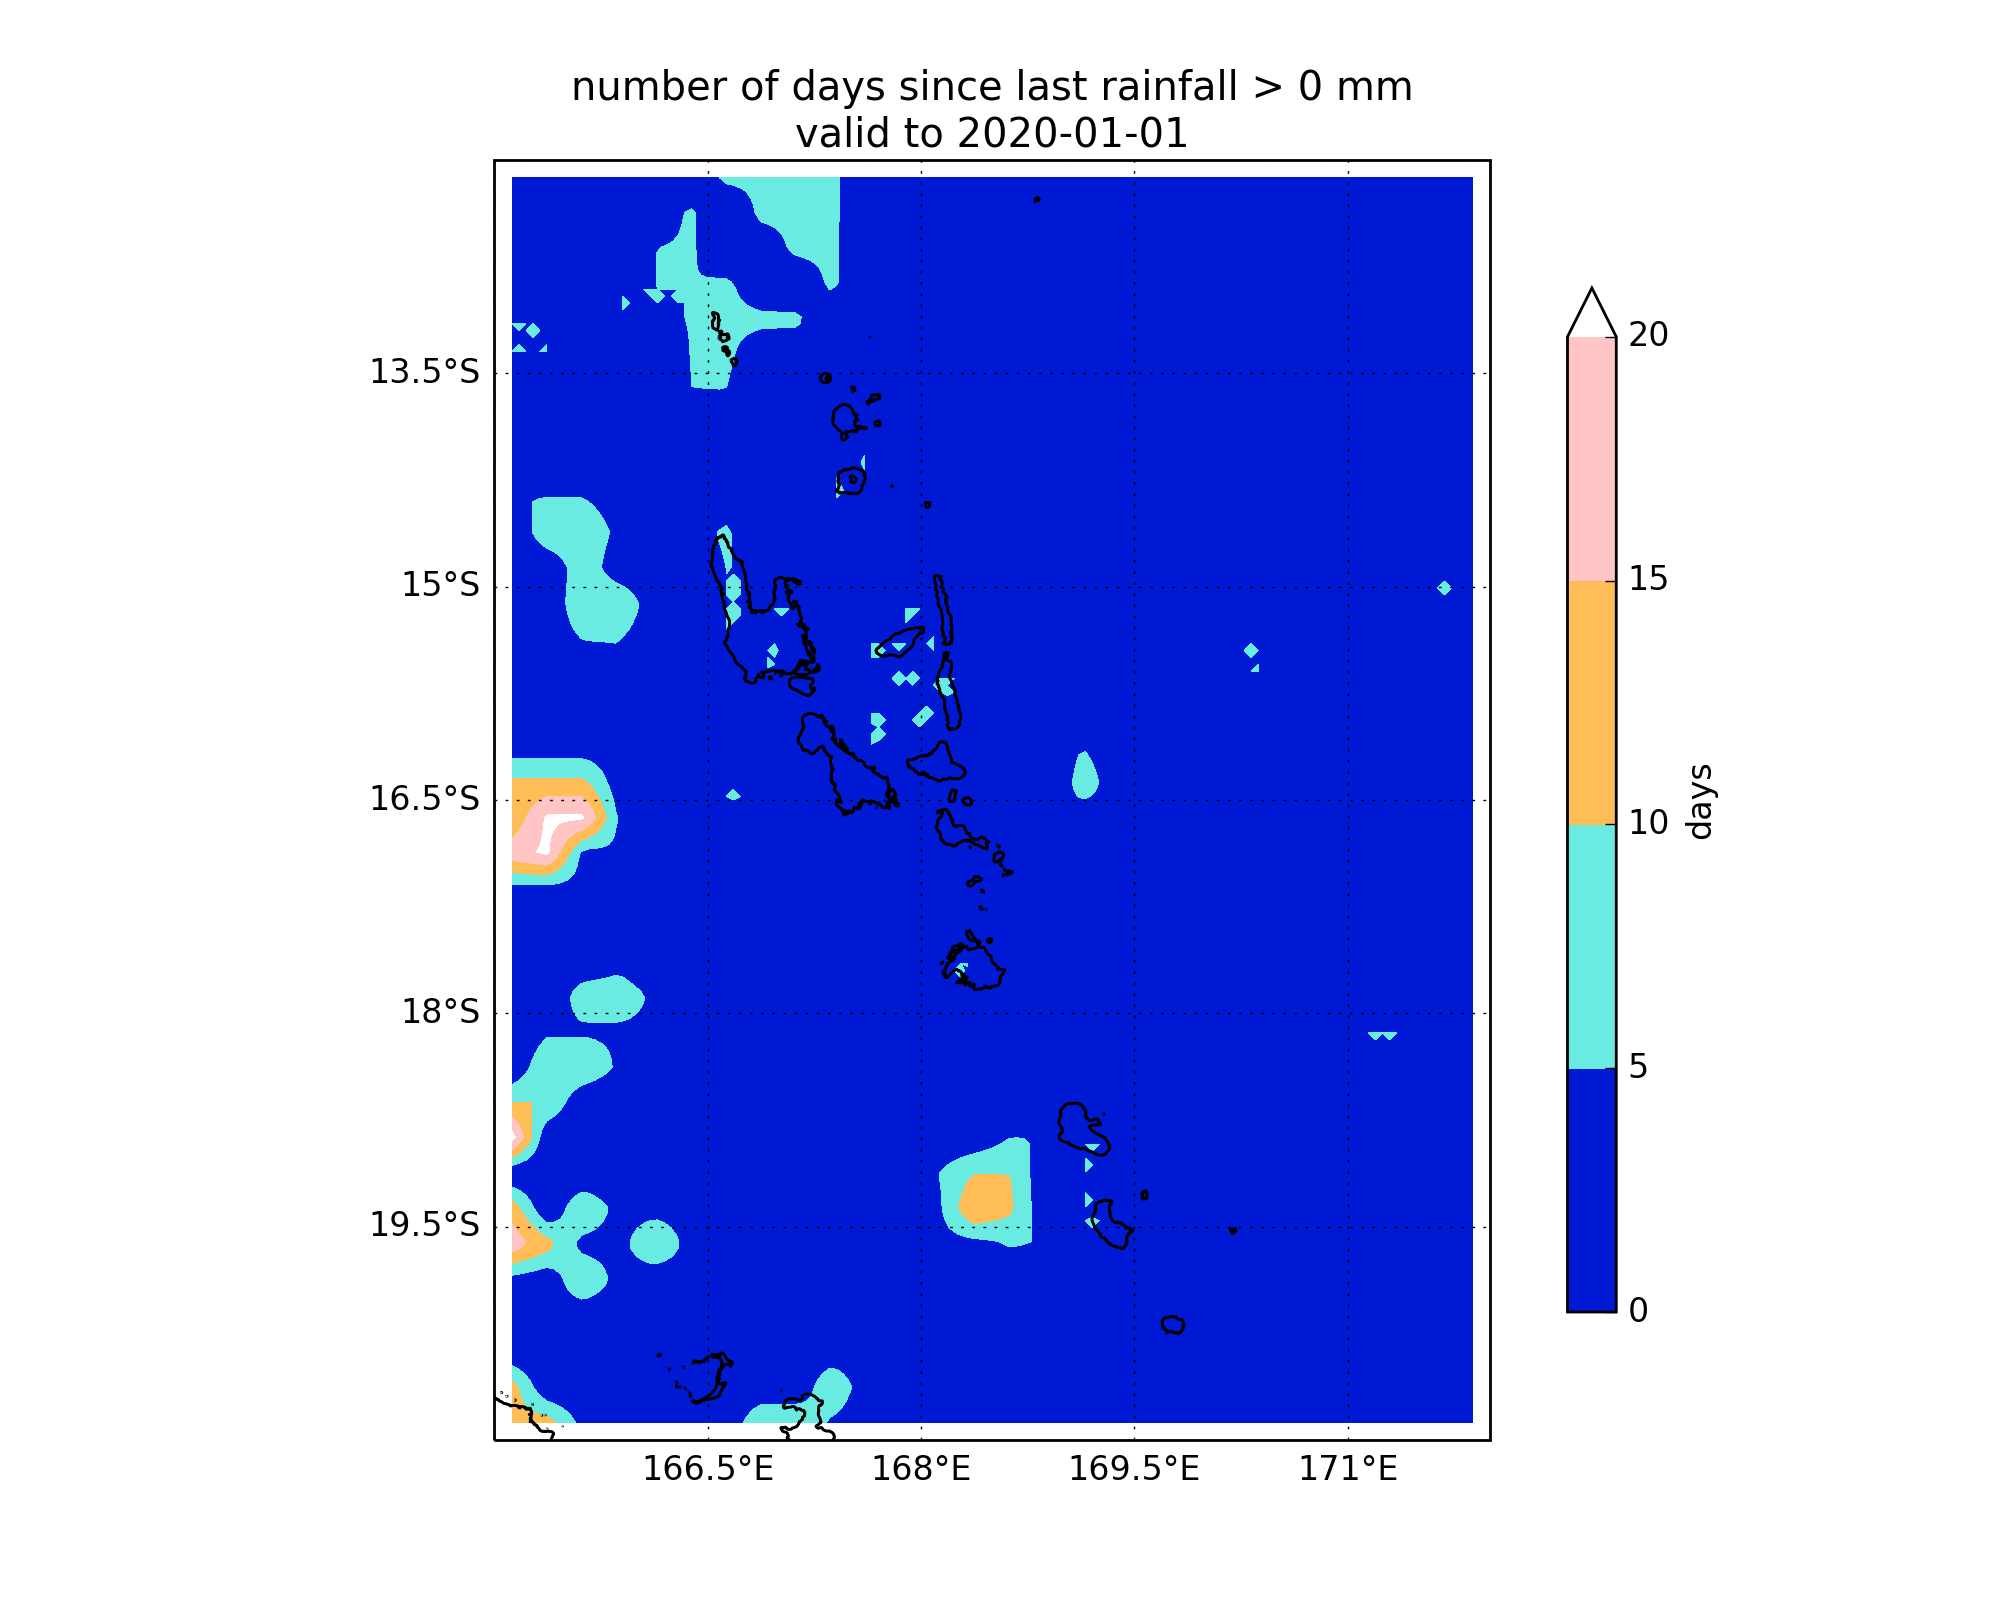 number of days since last rainfall > 0 mm
valid to 2020-01-01
13.5°S
15°S
16.5°S
18°S
19.5°S
166.5°E
168°E
169.5°E
171°E
20
15
10
5
0
days